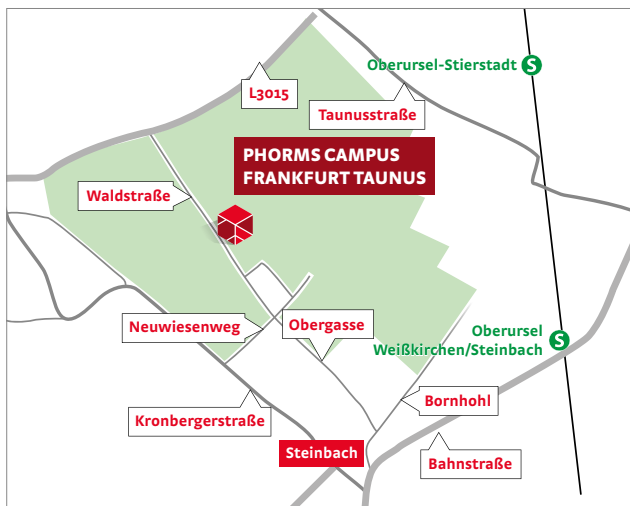 Oberursel-Stierstadt S
L3015
Taunusstraße
PHORMS CAMPUS
FRANKFURT TAUNUS
Waldstraße
Neuwiesenweg
Obergasse
Oberursel
Weißkirchen/Steinbach S
Bornhohl
Kronbergerstraße
Steinbach
Bahnstraße